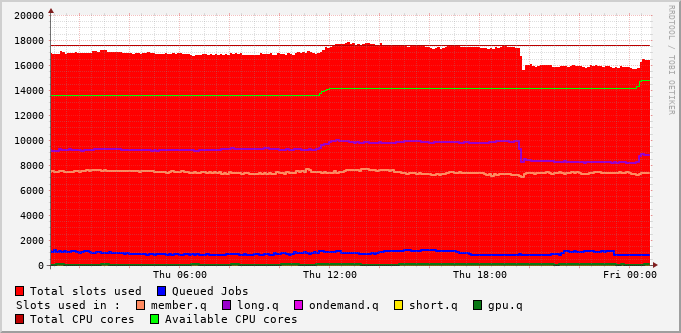 RRDTOOL / TOBI OETIKER
20000
18000
16000
14000
12000
10000
8000
6000
4000
2000
0
Thu 06:00 Thu 12:00 Thu 18:00 Fri 00:00
Total slots used Queued Jobs
Slots used in : member.q long.q ondemand.q short.q gpu.q
Total CPU cores Available CPU cores